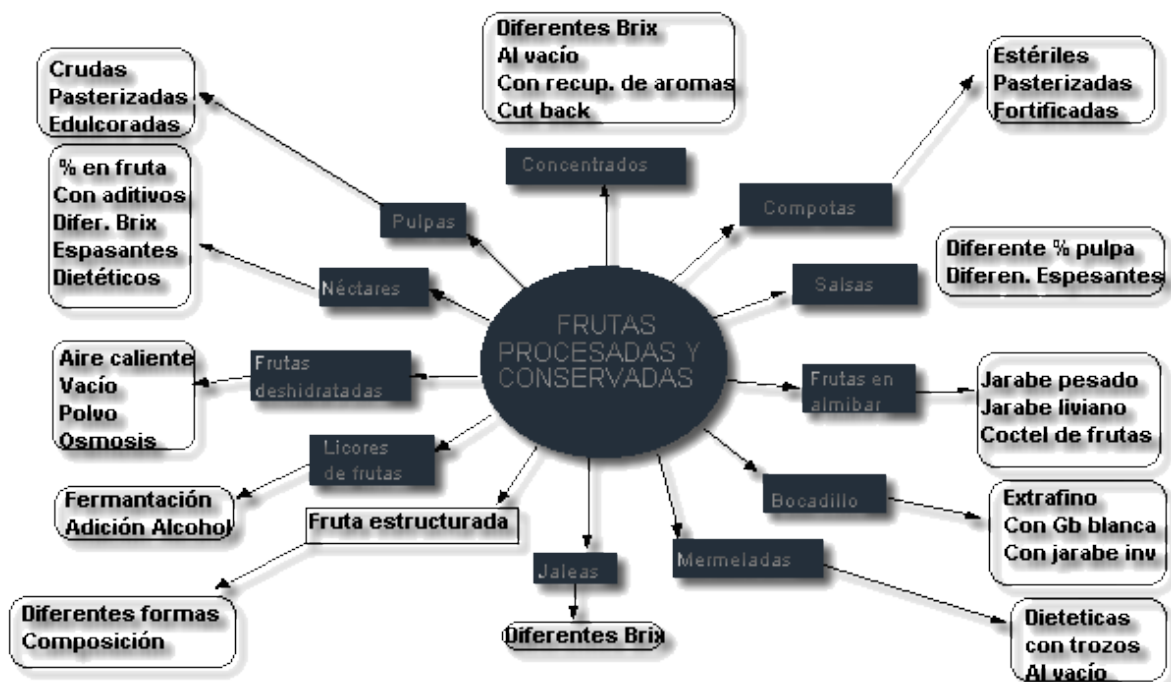 Diferentes Brix
Al vacío
Con recup. de aromas
Cut back
Crudas
Pasterizadas
Edulcoradas
Estériles
Pasterizadas
Fortificadas
Concentrados
% en fruta
Con aditivos
Difer. Brix
Espasantes
Dietéticos
Pulpas
Compotas
Diferente % pulpa
Diferen. Espesantes
Néctares
Salsas
FRUTAS
PROCESADAS Y
CONSERVADAS
Aire caliente
Vacío
Polvo
Osmosis
Frutas
deshidratadas
Frutas en
almibar
Jarabe pesado
Jarabe liviano
Coctel de frutas
Licores
de frutas
Fermantación
Adición Alcohol
Bocadillo
Extrafino
Con Gb blanca
Con jarabe inv
Fruta estructurada
Jaleas
Mermeladas
Diferentes formas
Composición
Diferentes Brix
Dieteticas
con trozos
Al vacío